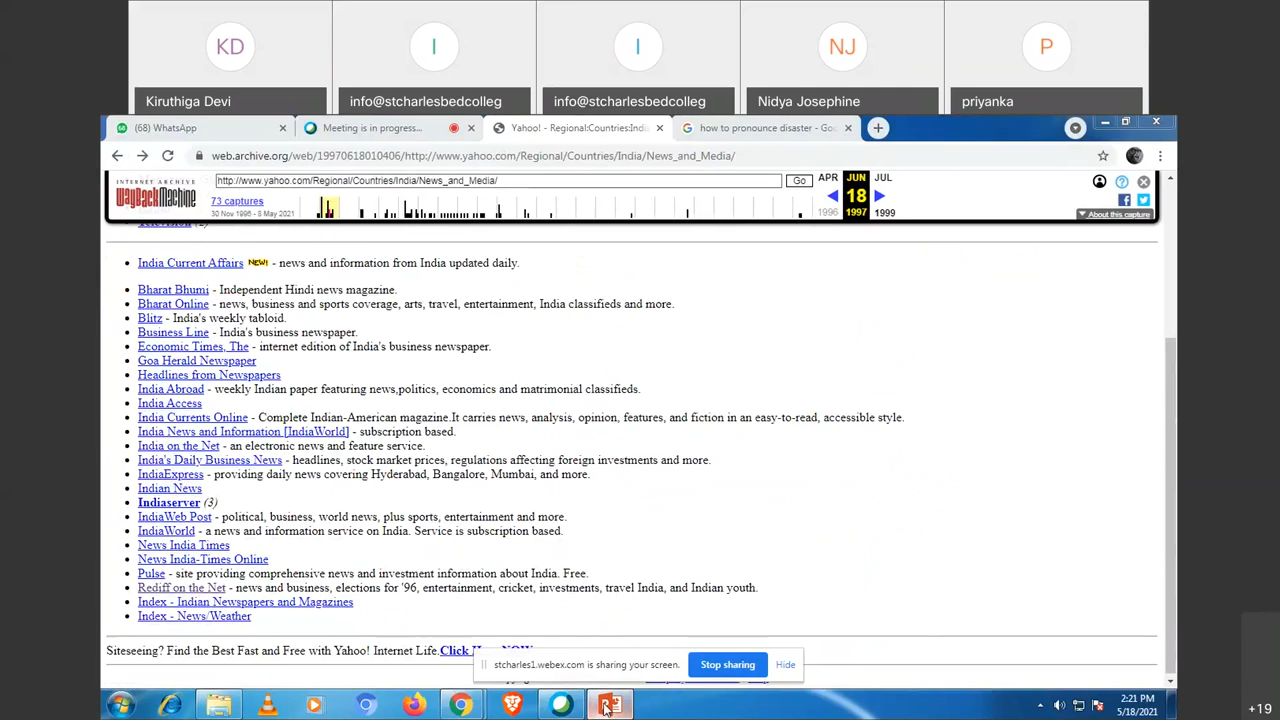 KD
I
I
NJ
P
Kiruthiga Devi
info@stcharlesbedcolleg
info@stcharlesbedcolleg
Nidya Josephine
priyanka
(68) WhatsApp
Meeting is in progress...
Yahoo! - Regional:Countries:Indi
how to pronounce disaster - Goo
web.archive.org/web/19970618010406/http://www.yahoo.com/Regional/Countries/India/News_and_Media/
INTERNET ARCHIVE
WayBackMachine
http://www.yahoo.com/Regional/Countries/India/News_and_Media/
Go
APR JUN JUL
18
1996 1997 1999
73 captures
30 Nov 1996 - 8 May 2021
About this capture
Television
India Current Affairs NEW! - news and information from India updated daily.
Bharat Bhumi - Independent Hindi news magazine.
Bharat Online - news, business and sports coverage, arts, travel, entertainment, India classifieds and more.
Blitz - India's weekly tabloid.
Business Line - India's business newspaper.
Economic Times, The - internet edition of India's business newspaper.
Goa Herald Newspaper
Headlines from Newspapers
India Abroad - weekly Indian paper featuring news,politics, economics and matrimonial classifieds.
India Access
India Currents Online - Complete Indian-American magazine.It carries news, analysis, opinion, features, and fiction in an easy-to-read, accessible style.
India News and Information [IndiaWorld] - subscription based.
India on the Net - an electronic news and feature service.
India's Daily Business News - headlines, stock market prices, regulations affecting foreign investments and more.
IndiaExpress - providing daily news covering Hyderabad, Bangalore, Mumbai, and more.
Indian News
Indiaserver (3)
IndiaWeb Post - political, business, world news, plus sports, entertainment and more.
IndiaWorld - a news and information service on India. Service is subscription based.
News India Times
News India-Times Online
Pulse - site providing comprehensive news and investment information about India. Free.
Rediff on the Net - news and business, elections for '96, entertainment, cricket, investments, travel India, and Indian youth.
Index - Indian Newspapers and Magazines
Index - News/Weather
Siteseeing? Find the Best Fast and Free with Yahoo! Internet Life.
stcharles1.webex.com is sharing your screen.
Stop sharing
Hide
2:21 PM
5/18/2021
+19